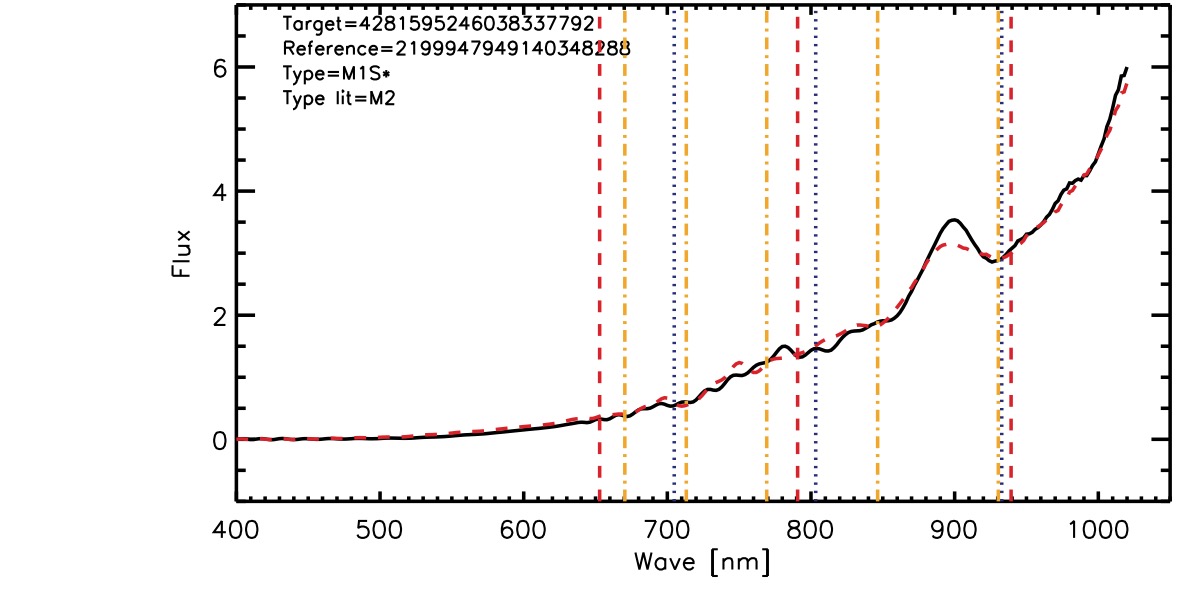 Target=4281595246038337792
Reference=2199947949140348288
Type=M1S*
Type lit=M2
6
4
2
0
Flux
400 500 600 700 800 900 1000
Wave [nm]